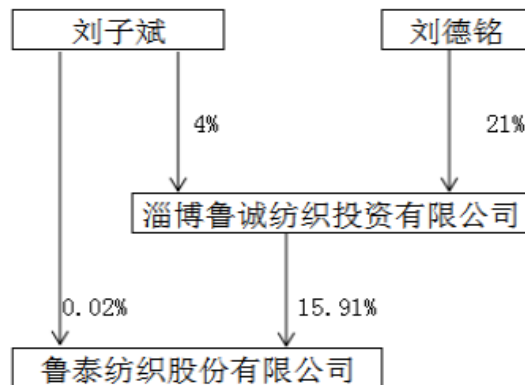 刘子斌
刘德铭
4%
21%
淄博鲁诚纺织投资有限公司
0.02%
15.91%
鲁泰纺织股份有限公司